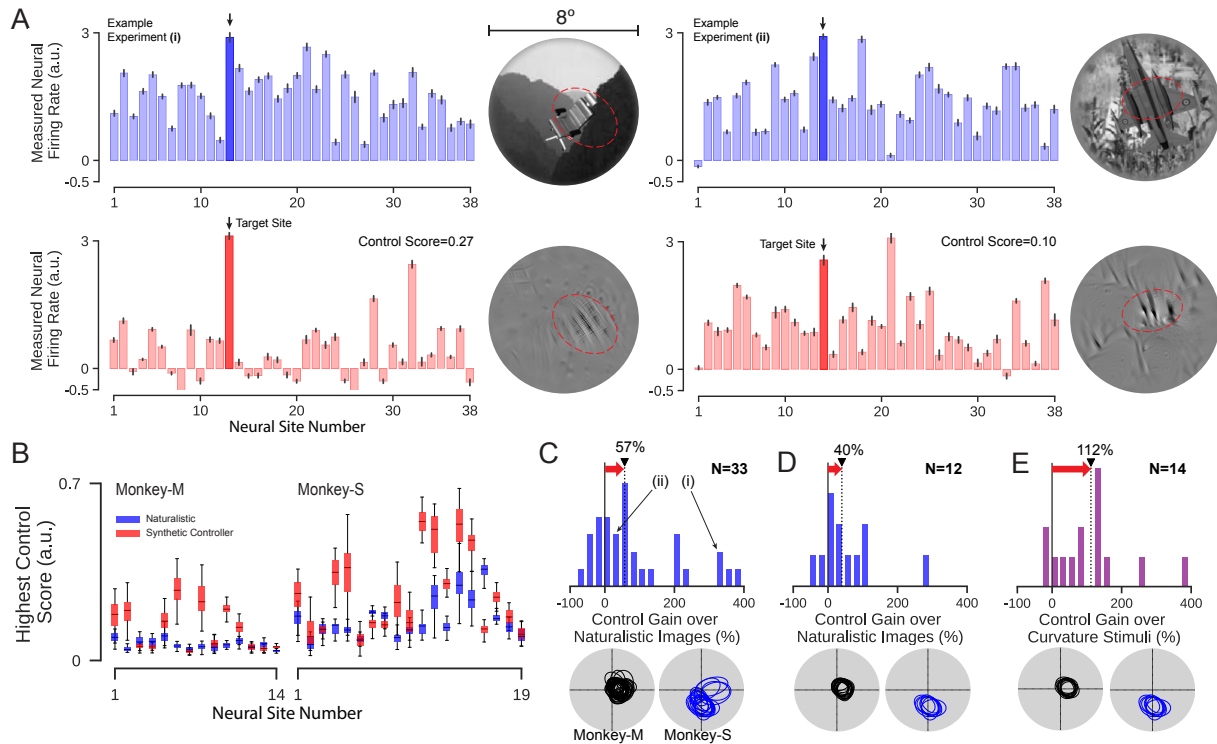 A
Example
Experiment (i)
Measured Neural
Firing Rate (a.u.)
3
0
-0.5
1 10 20 30 38
8°
Example
Experiment (ii)
3
0
-0.5
1 10 20 30 38
Measured Neural
Firing Rate (a.u.)
3
0
-0.5
Target Site
Control Score=0.27
1 10 20 30 38
Neural Site Number
3
0
-0.5
Target Site
Control Score=0.10
1 10 20 30 38
B
Highest Control
Score (a.u.)
0.7
0
Monkey-M
Monkey-S
Naturalistic
Synthetic Controller
1 14 1 19
Neural Site Number
C
57%
N=33
(ii) (i)
-100 0 200 400
Control Gain over
Naturalistic Images (%)
Monkey-M Monkey-S
D
40%
N=12
-100 0 200 400
Control Gain over
Naturalistic Images (%)
E
112%
N=14
-100 0 200 400
Control Gain over
Curvature Stimuli (%)